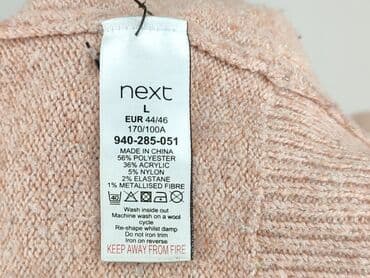 next
L
EUR 44/46
170/100A
940-285-051
MADE IN CHINA
56% POLYESTER
36% ACRYLIC
5% NYLON
2% ELASTANE
1% METALLISED FIBRE
40
Wash inside out
Machine wash on a wool
cycle
Re-shape whilst damp
Do not iron trim
Iron on reverse
KEEP AWAY FROM FIRE